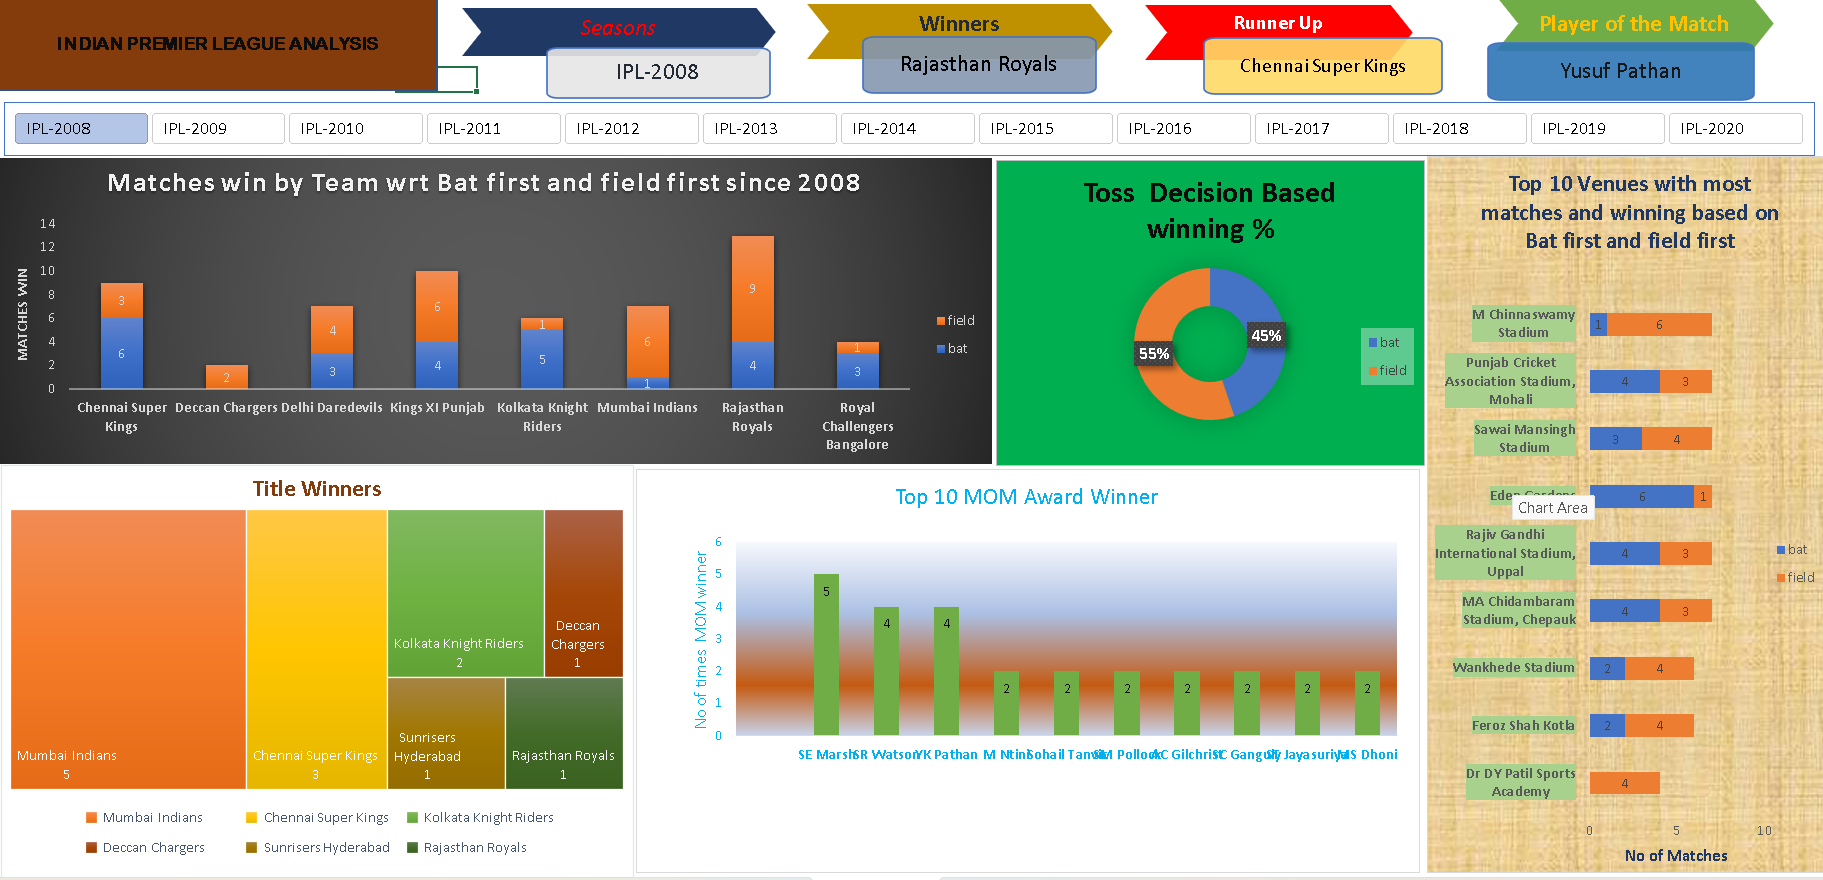 INDIAN PREMIER LEAGUE ANALYSIS
Seasons
IPL-2008
Winners
Rajasthan Royals
Runner Up
Chennai Super Kings
Player of the Match
Yusuf Pathan
IPL-2008
IPL-2009
IPL-2010
IPL-2011
IPL-2012
IPL-2013
IPL-2014
IPL-2015
IPL-2016
IPL-2017
IPL-2018
IPL-2019
IPL-2020
Matches win by Team wrt Bat first and field first since 2008
MATCHES WIN
14
12
10
8
6
4
2
0
3
6
2
4
3
6
4
1
5
6
1
9
4
1
3
Chennai Super
Kings
Deccan Chargers
Delhi Daredevils
Kings XI Punjab
Kolkata Knight
Riders
Mumbai Indians
Rajasthan
Royals
Royal
Challengers
Bangalore
field
bat
Toss Decision Based
winning %
45%
55%
bat
field
Top 10 Venues with most
matches and winning based on
Bat first and field first
M Chinnaswamy
Stadium
1 6
Punjab Cricket
Association Stadium,
Mohali
4 3
Sawai Mansingh
Stadium
3 4
6 1
Chart Area
Rajiv Gandhi
International Stadium,
Uppal
4 3
MA Chidambaram
Stadium, Chepauk
4 3
Wankhede Stadium
2 4
Feroz Shah Kotla
2 4
Dr DY Patil Sports
Academy
4
0 5 10
No of Matches
bat
field
Title Winners
Mumbai Indians
5
Chennai Super Kings
3
Kolkata Knight Riders
2
Deccan
Chargers
1
Sunrisers
Hyderabad
1
Rajasthan Royals
1
Mumbai Indians
Chennai Super Kings
Kolkata Knight Riders
Deccan Chargers
Sunrisers Hyderabad
Rajasthan Royals
Top 10 MOM Award Winner
No of times MOM winner
6
5
4
3
2
1
0
5
4
4
2
2
2
2
2
2
2
SE Marsh
SR Watson
YK Pathan
M Ntini
Sohail Tanvir
SM Pollock
AC Gilchrist
SC Ganguly
ST Jayasuriya
MS Dhoni